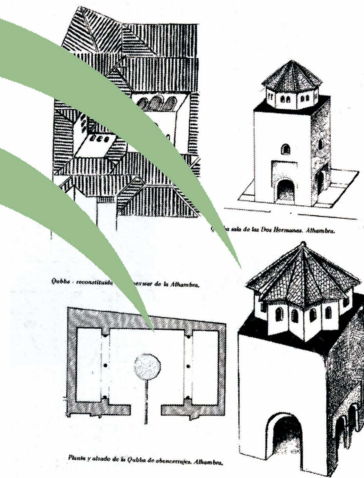 Qubba sala de las Dos Hermanas. Alhambra.
Qubba - reconstituida mexuar de la Alhambra,
Planta y alzado de la Qubba de abencerrajes. Alhambra,